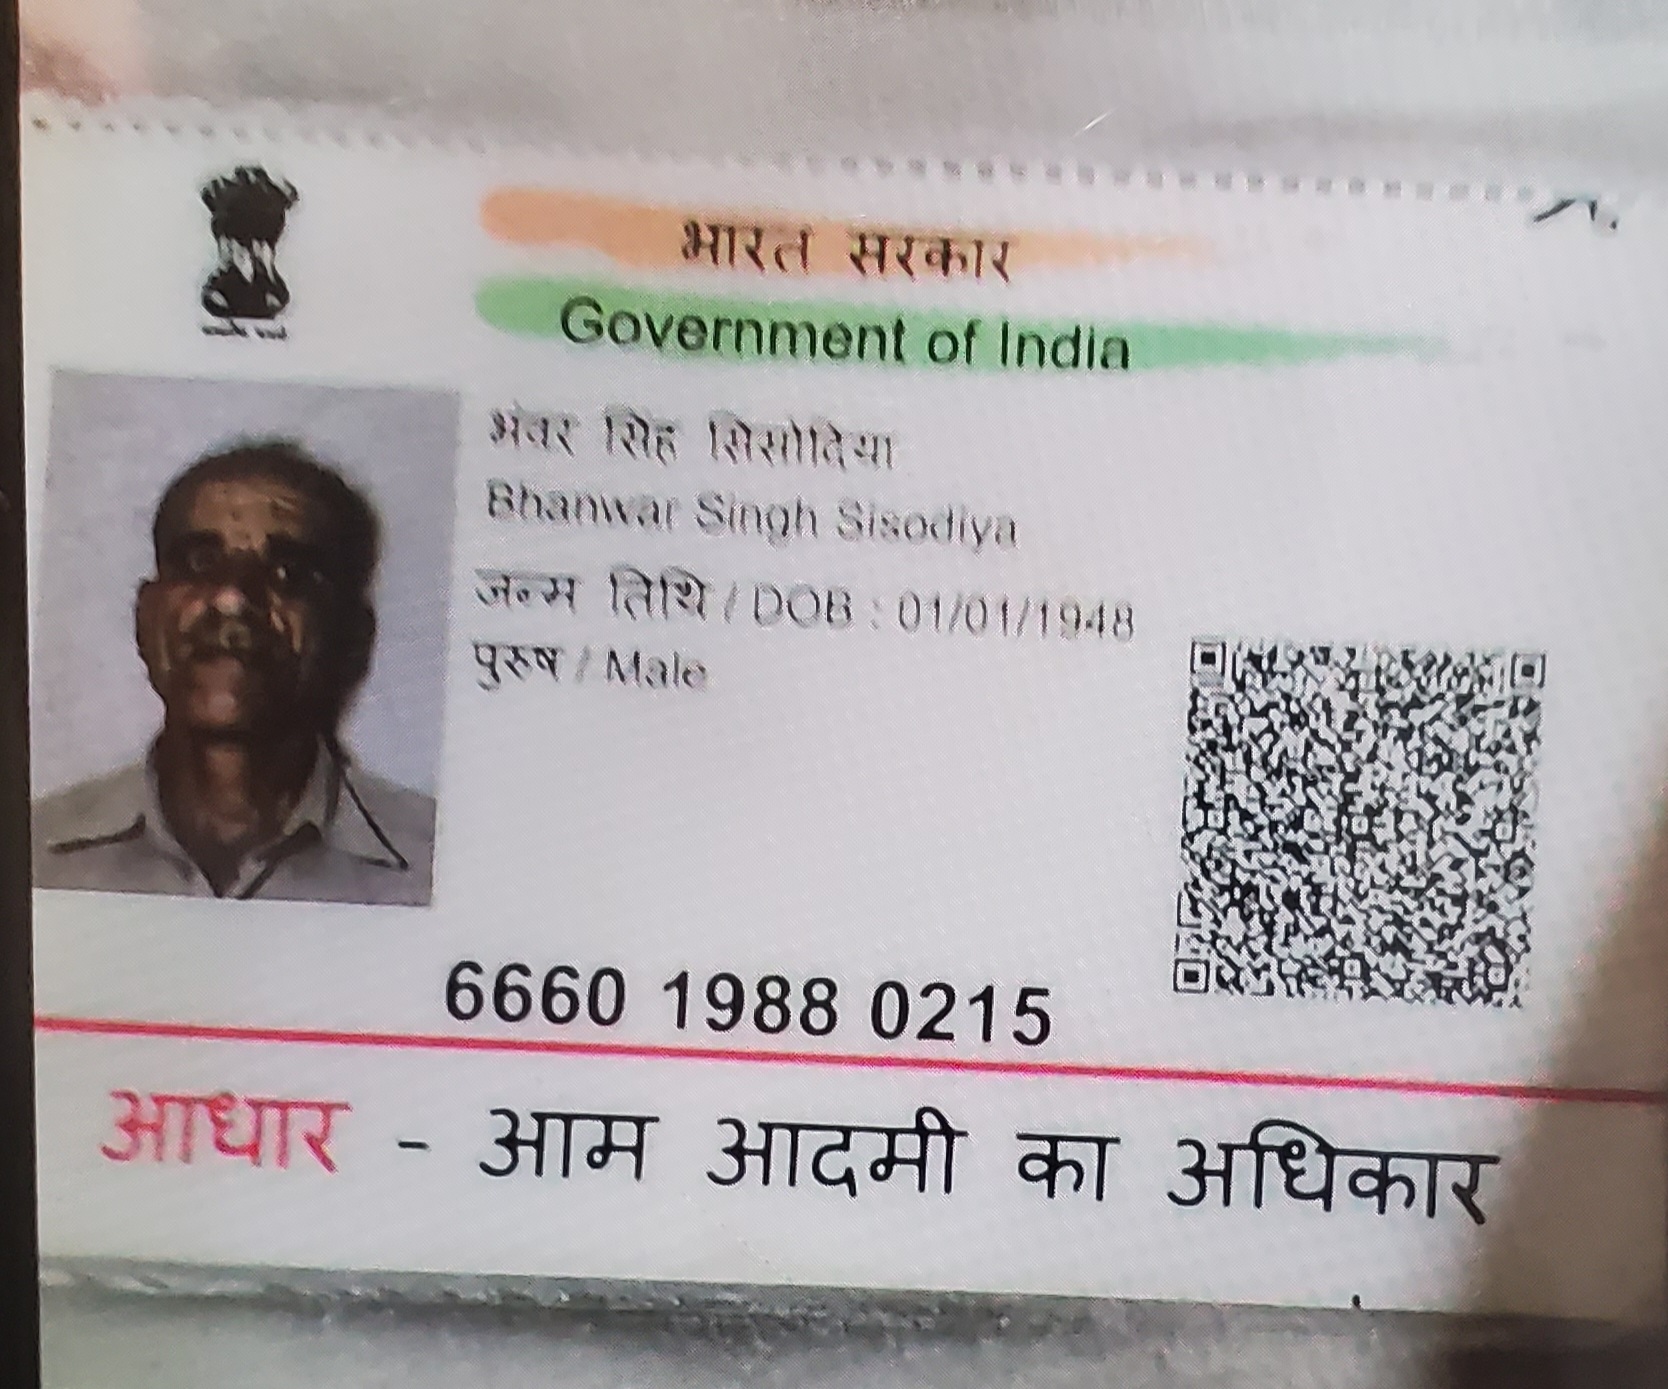 भारत सरकार
Government of India
भंवर सिंह सिसोदिया
Bhanwar Singh Sisodiya
जन्म तिथि / DOB : 01/01/1948
पुरुष / Male
6660 1988 0215
आधार - आम आदमी का अधिकार